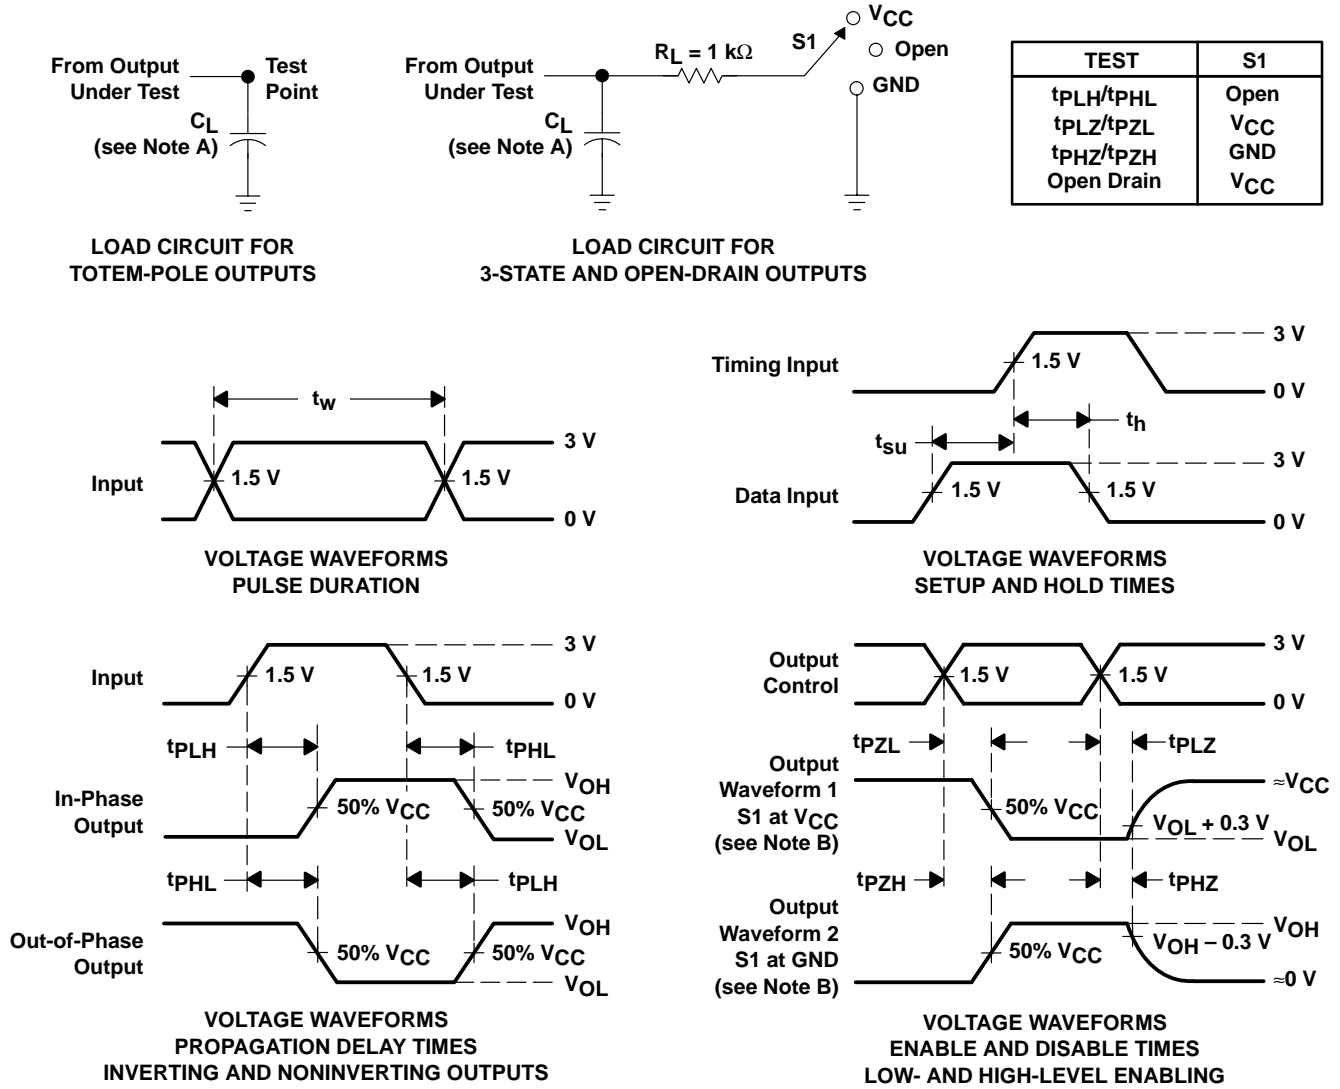 From Output
Under Test
Test
Point
CL
(see Note A)
LOAD CIRCUIT FOR
TOTEM-POLE OUTPUTS
From Output
Under Test
RL = 1 kΩ
S1
VCC
Open
GND
CL
(see Note A)
LOAD CIRCUIT FOR
3-STATE AND OPEN-DRAIN OUTPUTS
TEST S1
tPLH/tPHL Open
tPLZ/tPZL VCC
tPHZ/tPZH GND
Open Drain VCC
tw
Input
3 V
1.5 V
1.5 V
0 V
VOLTAGE WAVEFORMS
PULSE DURATION
Timing Input
3 V
1.5 V
0 V
th
tsu
Data Input
3 V
1.5 V
1.5 V
0 V
VOLTAGE WAVEFORMS
SETUP AND HOLD TIMES
Input
3 V
1.5 V
1.5 V
0 V
tPLH
tPHL
In-Phase
Output
VOH
50% VCC
50% VCC
VOL
tPHL
tPLH
Out-of-Phase
Output
VOH
50% VCC
50% VCC
VOL
VOLTAGE WAVEFORMS
PROPAGATION DELAY TIMES
INVERTING AND NONINVERTING OUTPUTS
Output
Control
3 V
1.5 V
1.5 V
0 V
tPZL
tPLZ
Output
Waveform 1
S1 at VCC
(see Note B)
≈VCC
50% VCC
VOL + 0.3 V
VOL
tPZH
tPHZ
Output
Waveform 2
S1 at GND
(see Note B)
VOH
50% VCC
VOH – 0.3 V
≈0 V
VOLTAGE WAVEFORMS
ENABLE AND DISABLE TIMES
LOW- AND HIGH-LEVEL ENABLING